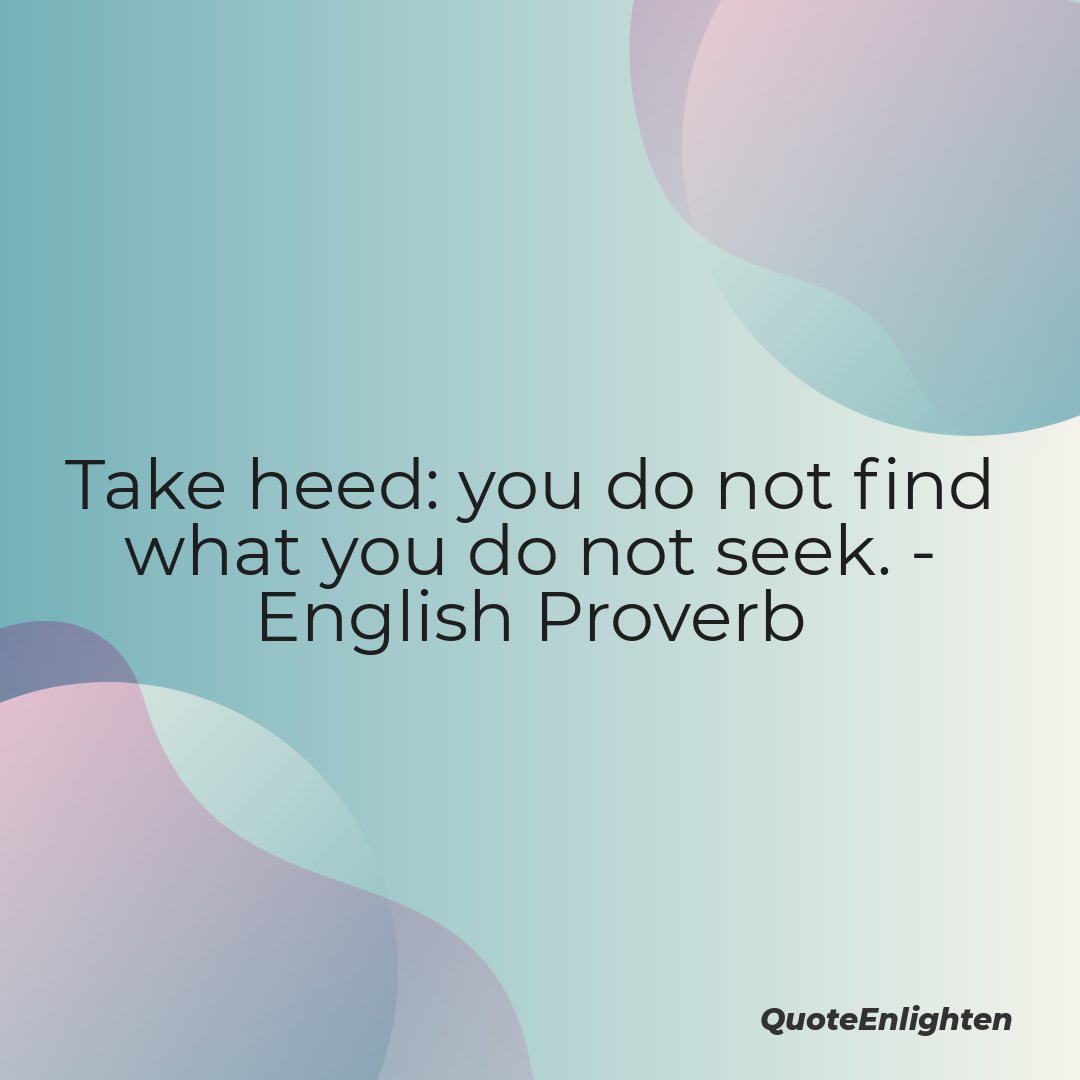 Take heed: you do not find
what you do not seek. -
English Proverb
QuoteEnlighten